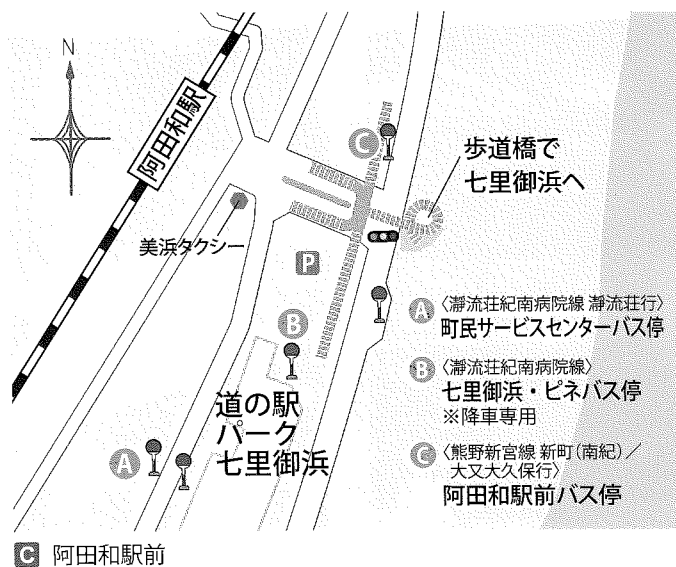 N
阿田和駅
C
歩道橋で
七里御浜へ
美浜タクシー
P
B
A
道の駅
パーク
七里御浜
A 〈瀞流荘紀南病院線 瀞流荘行〉
町民サービスセンターバス停
B 〈瀞流荘紀南病院線〉
七里御浜・ピネバス停
※降車専用
C 〈熊野新宮線 新町(南紀)／
大又大久保行〉
阿田和駅前バス停
C 阿田和駅前